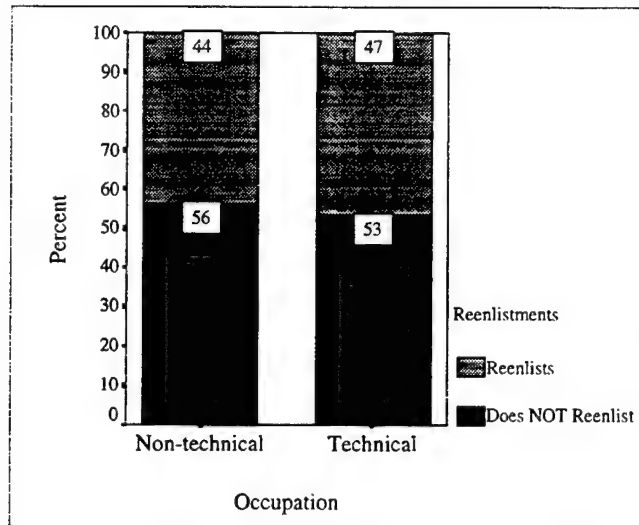 100
90
80
70
60
50
40
30
20
10
0
Percent
44
47
56
53
Non-technical
Technical
Occupation
Reenlistments
Reenlists
Does NOT Reenlist